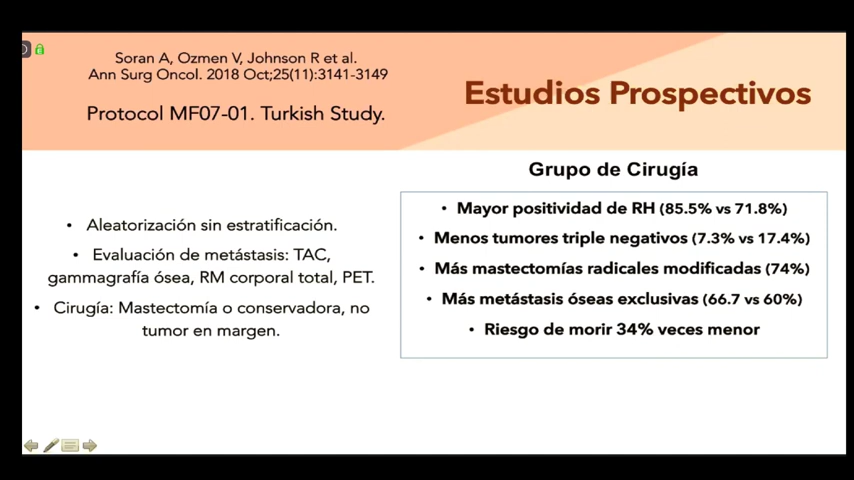 Soran A, Ozmen V, Johnson R et al.
Ann Surg Oncol. 2018 Oct;25(11):3141-3149
Protocol MF07-01. Turkish Study.
Estudios Prospectivos
• Aleatorización sin estratificación.
• Evaluación de metástasis: TAC,
gammagrafía ósea, RM corporal total, PET.
• Cirugía: Mastectomía o conservadora, no
tumor en margen.
Grupo de Cirugía
• Mayor positividad de RH (85.5% vs 71.8%)
• Menos tumores triple negativos (7.3% vs 17.4%)
• Más mastectomías radicales modificadas (74%)
• Más metástasis óseas exclusivas (66.7 vs 60%)
• Riesgo de morir 34% veces menor